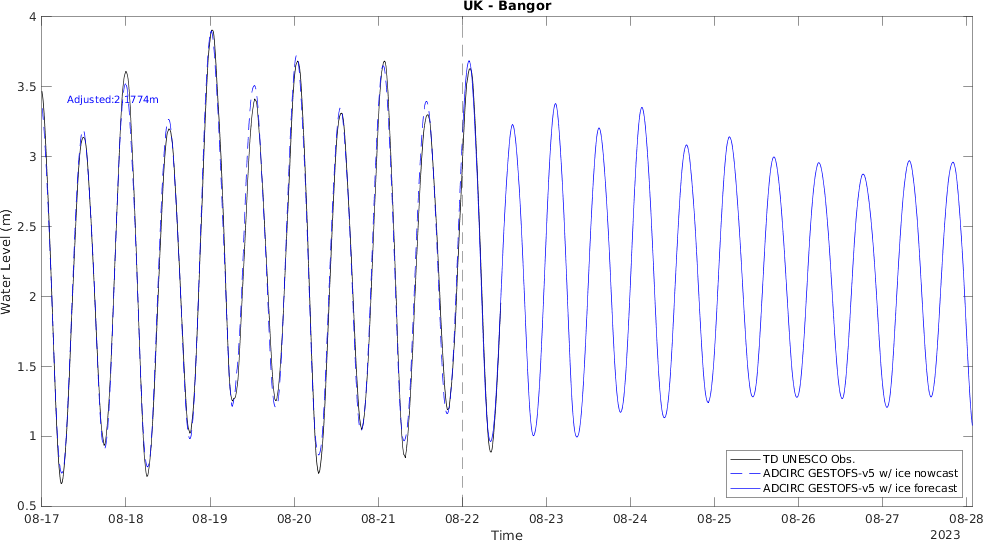 UK - Bangor
4
3.5
3
2.5
2
1.5
1
0.5
Water Level (m)
Adjusted:2.1774m
TD UNESCO Obs.
ADCIRC GESTOFS-v5 w/ ice nowcast
ADCIRC GESTOFS-v5 w/ ice forecast
08-17 08-18 08-19 08-20 08-21 08-22 08-23 08-24 08-25 08-26 08-27 08-28
Time
2023